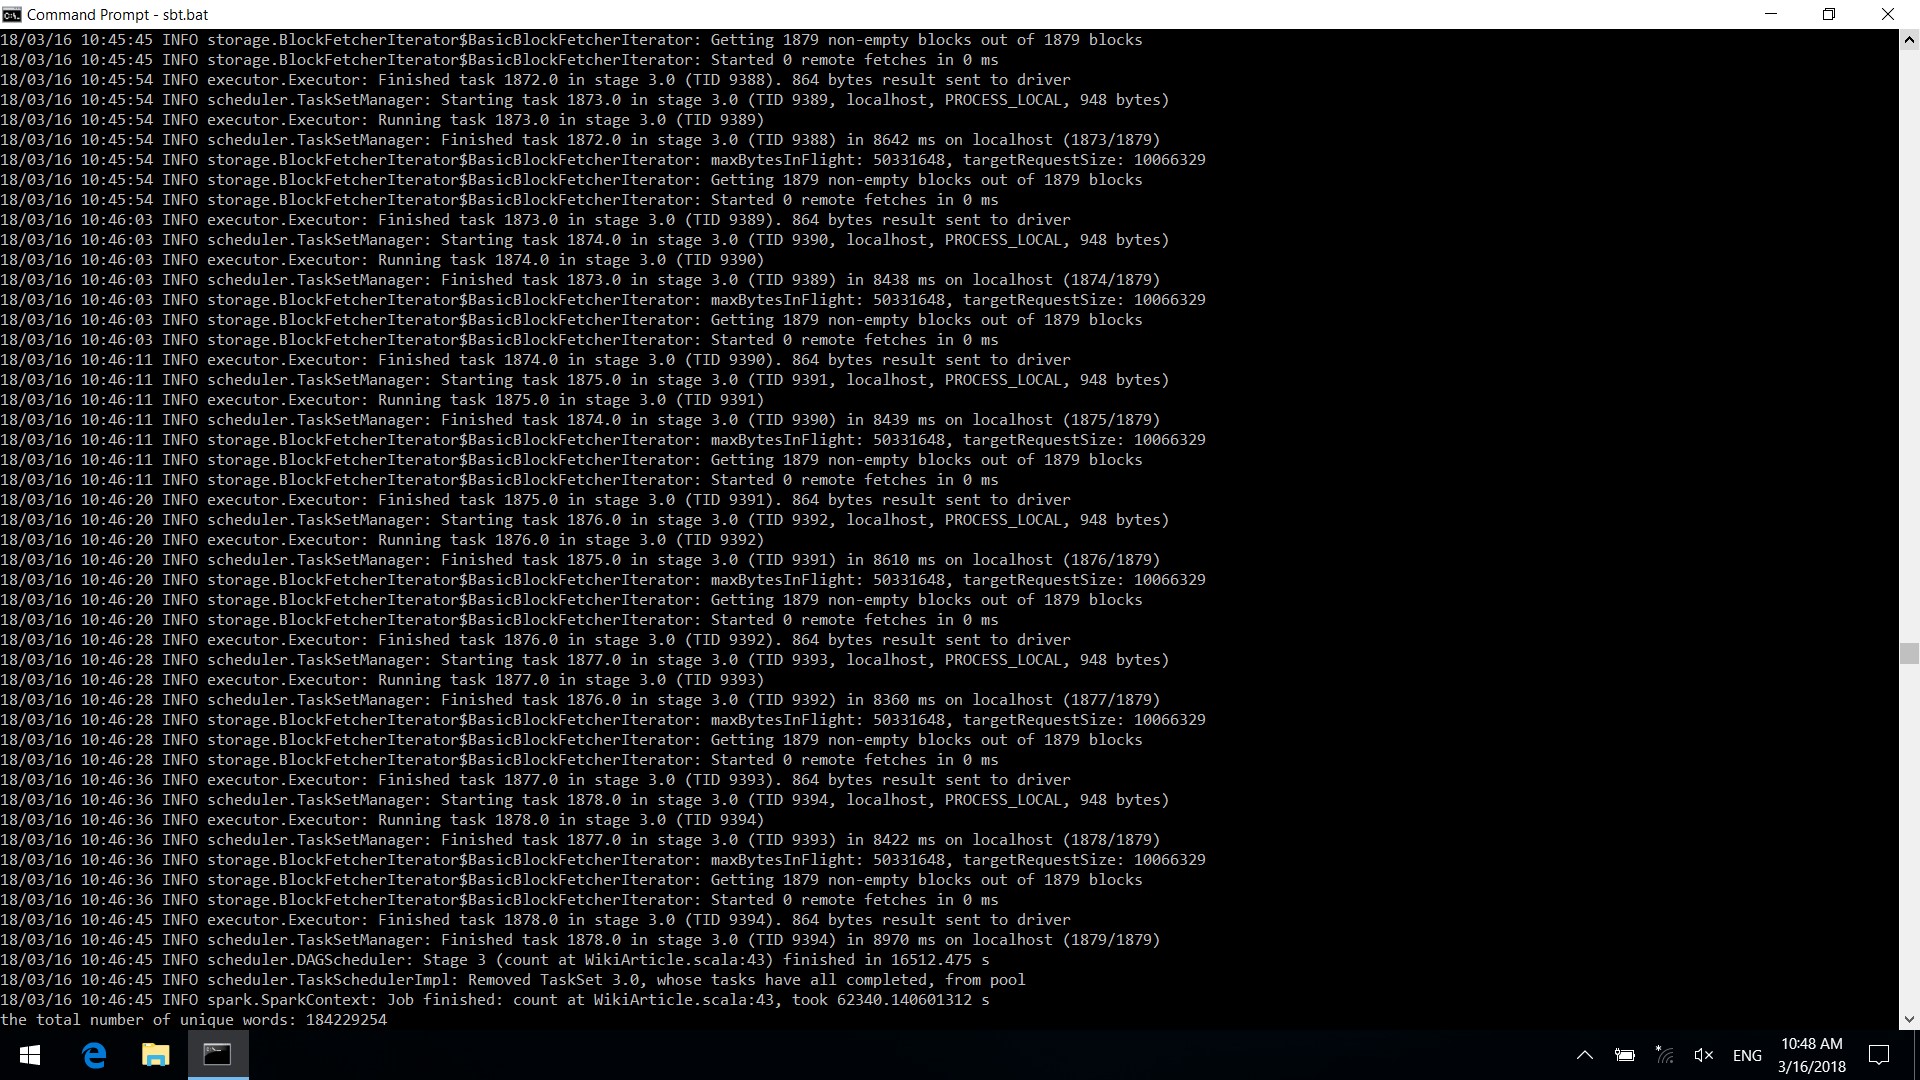 Command Prompt - sbt.bat
18/03/16 10:45:45 INFO storage.BlockFetcherIterator$BasicBlockFetcherIterator: Getting 1879 non-empty blocks out of 1879 blocks
18/03/16 10:45:45 INFO storage.BlockFetcherIterator$BasicBlockFetcherIterator: Started 0 remote fetches in 0 ms
18/03/16 10:45:54 INFO executor.Executor: Finished task 1872.0 in stage 3.0 (TID 9388). 864 bytes result sent to driver
18/03/16 10:45:54 INFO scheduler.TaskSetManager: Starting task 1873.0 in stage 3.0 (TID 9389, localhost, PROCESS_LOCAL, 948 bytes)
18/03/16 10:45:54 INFO executor.Executor: Running task 1873.0 in stage 3.0 (TID 9389)
18/03/16 10:45:54 INFO scheduler.TaskSetManager: Finished task 1872.0 in stage 3.0 (TID 9388) in 8642 ms on localhost (1873/1879)
18/03/16 10:45:54 INFO storage.BlockFetcherIterator$BasicBlockFetcherIterator: maxBytesInFlight: 50331648, targetRequestSize: 10066329
18/03/16 10:45:54 INFO storage.BlockFetcherIterator$BasicBlockFetcherIterator: Getting 1879 non-empty blocks out of 1879 blocks
18/03/16 10:45:54 INFO storage.BlockFetcherIterator$BasicBlockFetcherIterator: Started 0 remote fetches in 0 ms
18/03/16 10:46:03 INFO executor.Executor: Finished task 1873.0 in stage 3.0 (TID 9389). 864 bytes result sent to driver
18/03/16 10:46:03 INFO scheduler.TaskSetManager: Starting task 1874.0 in stage 3.0 (TID 9390, localhost, PROCESS_LOCAL, 948 bytes)
18/03/16 10:46:03 INFO executor.Executor: Running task 1874.0 in stage 3.0 (TID 9390)
18/03/16 10:46:03 INFO scheduler.TaskSetManager: Finished task 1873.0 in stage 3.0 (TID 9389) in 8438 ms on localhost (1874/1879)
18/03/16 10:46:03 INFO storage.BlockFetcherIterator$BasicBlockFetcherIterator: maxBytesInFlight: 50331648, targetRequestSize: 10066329
18/03/16 10:46:03 INFO storage.BlockFetcherIterator$BasicBlockFetcherIterator: Getting 1879 non-empty blocks out of 1879 blocks
18/03/16 10:46:03 INFO storage.BlockFetcherIterator$BasicBlockFetcherIterator: Started 0 remote fetches in 0 ms
18/03/16 10:46:11 INFO executor.Executor: Finished task 1874.0 in stage 3.0 (TID 9390). 864 bytes result sent to driver
18/03/16 10:46:11 INFO scheduler.TaskSetManager: Starting task 1875.0 in stage 3.0 (TID 9391, localhost, PROCESS_LOCAL, 948 bytes)
18/03/16 10:46:11 INFO executor.Executor: Running task 1875.0 in stage 3.0 (TID 9391)
18/03/16 10:46:11 INFO scheduler.TaskSetManager: Finished task 1874.0 in stage 3.0 (TID 9390) in 8439 ms on localhost (1875/1879)
18/03/16 10:46:11 INFO storage.BlockFetcherIterator$BasicBlockFetcherIterator: maxBytesInFlight: 50331648, targetRequestSize: 10066329
18/03/16 10:46:11 INFO storage.BlockFetcherIterator$BasicBlockFetcherIterator: Getting 1879 non-empty blocks out of 1879 blocks
18/03/16 10:46:11 INFO storage.BlockFetcherIterator$BasicBlockFetcherIterator: Started 0 remote fetches in 0 ms
18/03/16 10:46:20 INFO executor.Executor: Finished task 1875.0 in stage 3.0 (TID 9391). 864 bytes result sent to driver
18/03/16 10:46:20 INFO scheduler.TaskSetManager: Starting task 1876.0 in stage 3.0 (TID 9392, localhost, PROCESS_LOCAL, 948 bytes)
18/03/16 10:46:20 INFO executor.Executor: Running task 1876.0 in stage 3.0 (TID 9392)
18/03/16 10:46:20 INFO scheduler.TaskSetManager: Finished task 1875.0 in stage 3.0 (TID 9391) in 8610 ms on localhost (1876/1879)
18/03/16 10:46:20 INFO storage.BlockFetcherIterator$BasicBlockFetcherIterator: maxBytesInFlight: 50331648, targetRequestSize: 10066329
18/03/16 10:46:20 INFO storage.BlockFetcherIterator$BasicBlockFetcherIterator: Getting 1879 non-empty blocks out of 1879 blocks
18/03/16 10:46:20 INFO storage.BlockFetcherIterator$BasicBlockFetcherIterator: Started 0 remote fetches in 0 ms
18/03/16 10:46:28 INFO executor.Executor: Finished task 1876.0 in stage 3.0 (TID 9392). 864 bytes result sent to driver
18/03/16 10:46:28 INFO scheduler.TaskSetManager: Starting task 1877.0 in stage 3.0 (TID 9393, localhost, PROCESS_LOCAL, 948 bytes)
18/03/16 10:46:28 INFO executor.Executor: Running task 1877.0 in stage 3.0 (TID 9393)
18/03/16 10:46:28 INFO scheduler.TaskSetManager: Finished task 1876.0 in stage 3.0 (TID 9392) in 8360 ms on localhost (1877/1879)
18/03/16 10:46:28 INFO storage.BlockFetcherIterator$BasicBlockFetcherIterator: maxBytesInFlight: 50331648, targetRequestSize: 10066329
18/03/16 10:46:28 INFO storage.BlockFetcherIterator$BasicBlockFetcherIterator: Getting 1879 non-empty blocks out of 1879 blocks
18/03/16 10:46:28 INFO storage.BlockFetcherIterator$BasicBlockFetcherIterator: Started 0 remote fetches in 0 ms
18/03/16 10:46:36 INFO executor.Executor: Finished task 1877.0 in stage 3.0 (TID 9393). 864 bytes result sent to driver
18/03/16 10:46:36 INFO scheduler.TaskSetManager: Starting task 1878.0 in stage 3.0 (TID 9394, localhost, PROCESS_LOCAL, 948 bytes)
18/03/16 10:46:36 INFO executor.Executor: Running task 1878.0 in stage 3.0 (TID 9394)
18/03/16 10:46:36 INFO scheduler.TaskSetManager: Finished task 1877.0 in stage 3.0 (TID 9393) in 8422 ms on localhost (1878/1879)
18/03/16 10:46:36 INFO storage.BlockFetcherIterator$BasicBlockFetcherIterator: maxBytesInFlight: 50331648, targetRequestSize: 10066329
18/03/16 10:46:36 INFO storage.BlockFetcherIterator$BasicBlockFetcherIterator: Getting 1879 non-empty blocks out of 1879 blocks
18/03/16 10:46:36 INFO storage.BlockFetcherIterator$BasicBlockFetcherIterator: Started 0 remote fetches in 0 ms
18/03/16 10:46:45 INFO executor.Executor: Finished task 1878.0 in stage 3.0 (TID 9394). 864 bytes result sent to driver
18/03/16 10:46:45 INFO scheduler.TaskSetManager: Finished task 1878.0 in stage 3.0 (TID 9394) in 8970 ms on localhost (1879/1879)
18/03/16 10:46:45 INFO scheduler.DAGScheduler: Stage 3 (count at WikiArticle.scala:43) finished in 16512.475 s
18/03/16 10:46:45 INFO scheduler.TaskSchedulerImpl: Removed TaskSet 3.0, whose tasks have all completed, from pool
18/03/16 10:46:45 INFO spark.SparkContext: Job finished: count at WikiArticle.scala:43, took 62340.140601312 s
the total number of unique words: 184229254
ENG
10:48 AM
3/16/2018